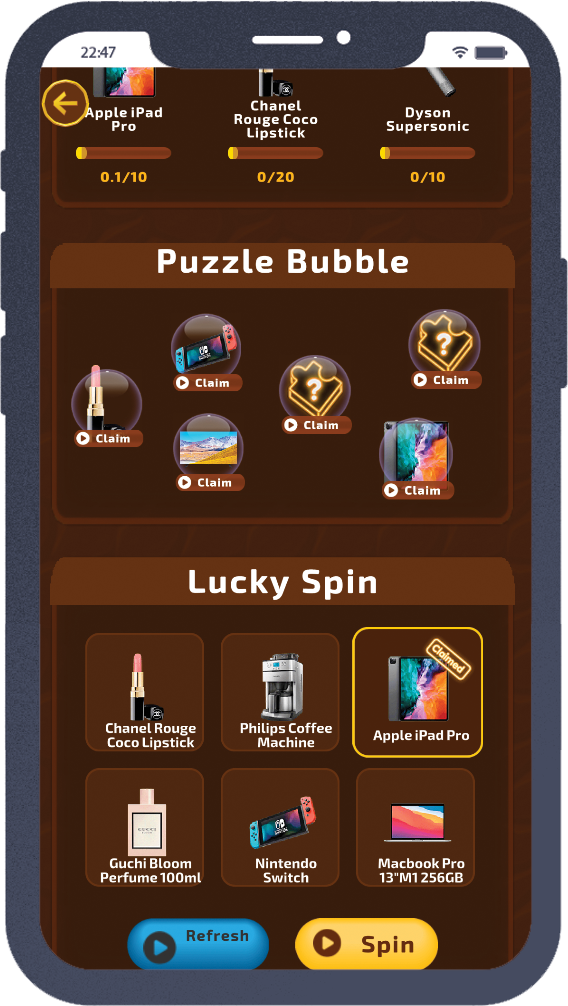 22:47
Apple iPad
Pro
Chanel
Rouge Coco
Lipstick
Dyson
Supersonic
0.1/10
0/20
0/10
Puzzle Bubble
Claim
Claim
?
Claim
?
Claim
Claim
Claim
Lucky Spin
Chanel Rouge
Coco Lipstick
Philips Coffee
Machine
Claimed
Apple iPad Pro
Guchi Bloom
Perfume 100ml
Nintendo
Switch
Macbook Pro
13"M1 256GB
Refresh
Spin